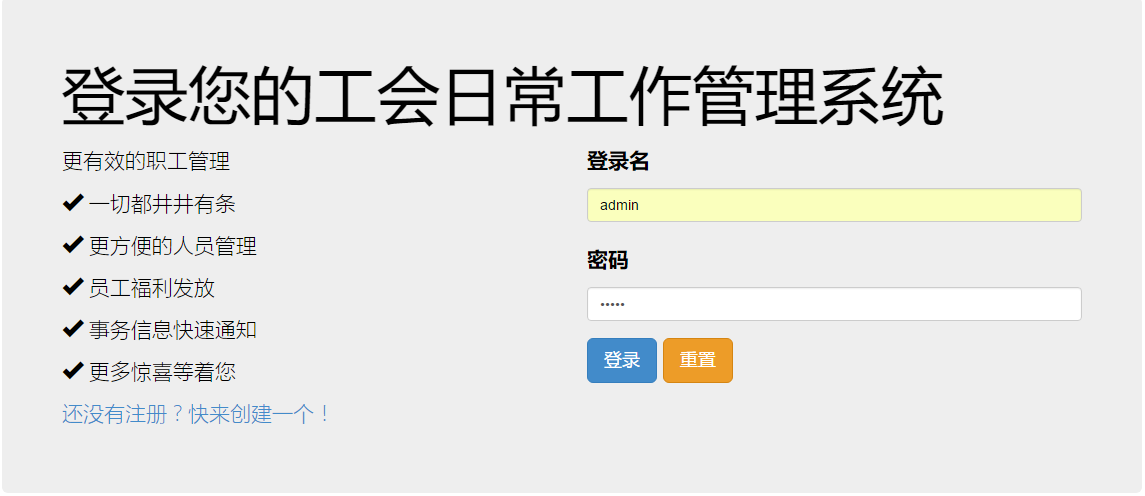 登录您的工会日常工作管理系统
更有效的职工管理
✔ 一切都井井有条
✔ 更方便的人员管理
✔ 员工福利发放
✔ 事务信息快速通知
✔ 更多惊喜等着您
还没有注册？快来创建一个！
登录名
admin
密码
•••••
登录 重置